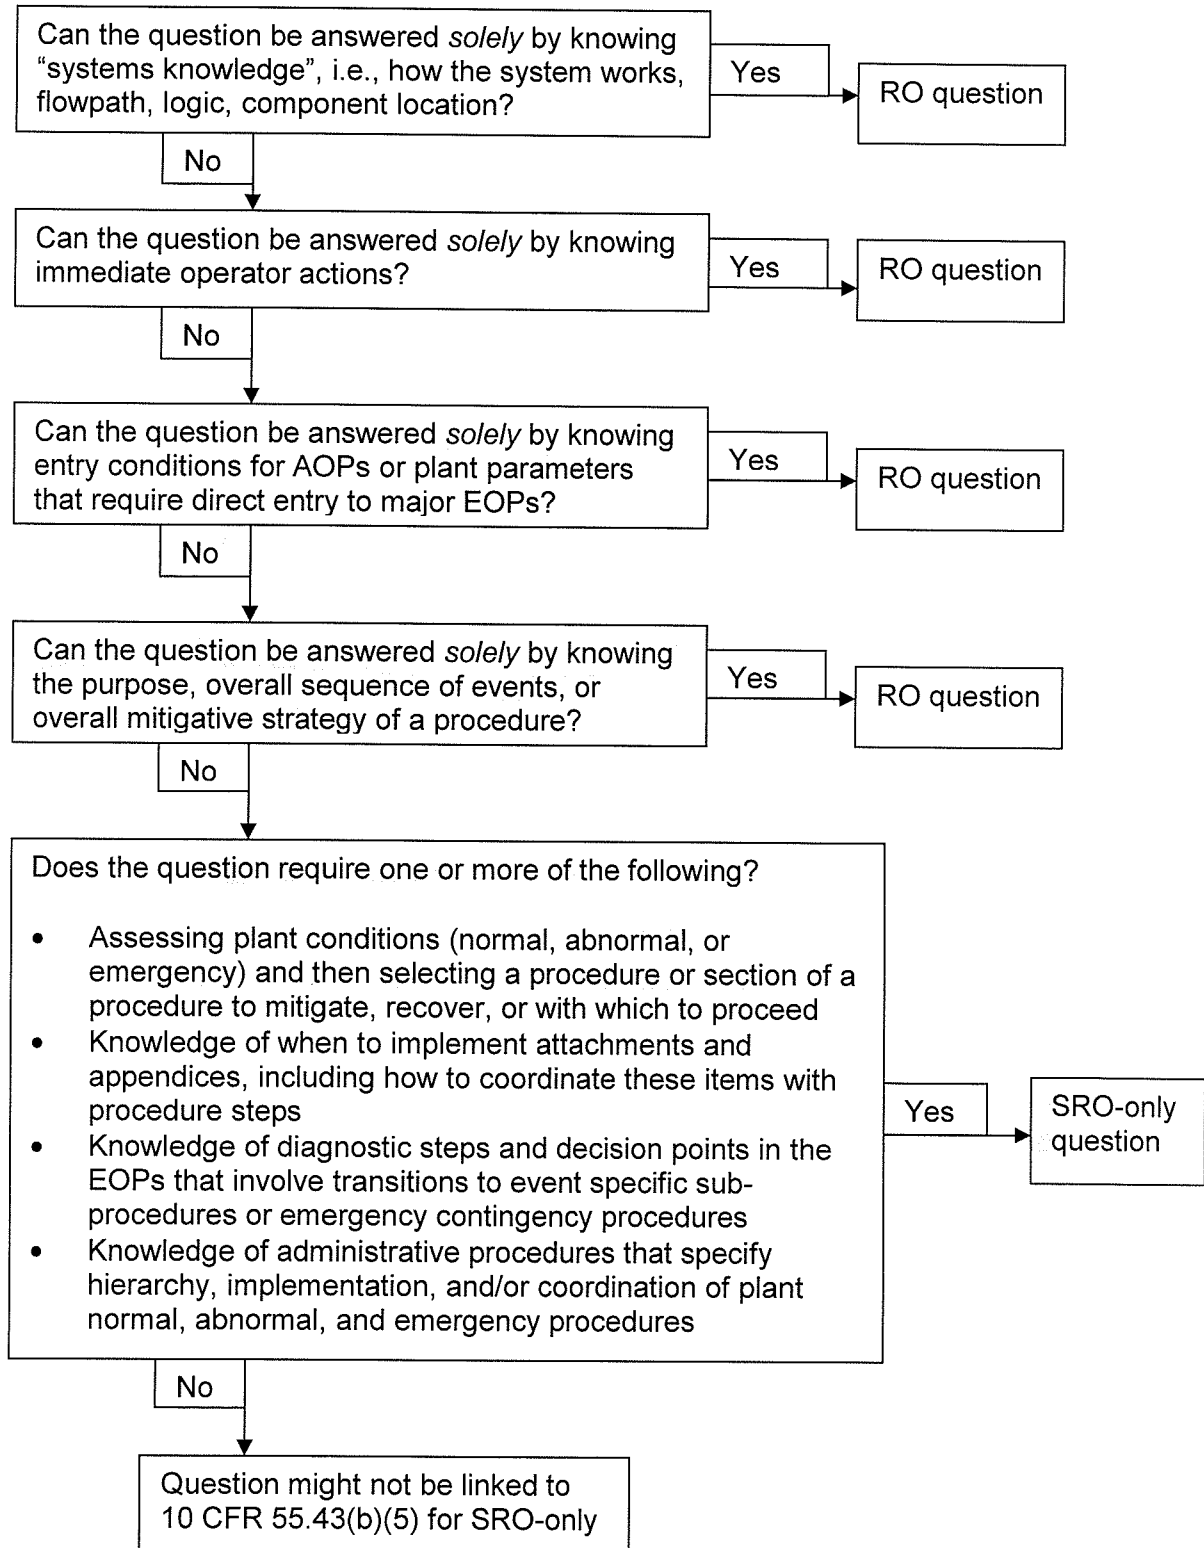 Can the question be answered solely by knowing
"systems knowledge", i.e., how the system works,
flowpath, logic, component location?
Yes
RO question
No
Can the question be answered solely by knowing
immediate operator actions?
Yes
RO question
No
Can the question be answered solely by knowing
entry conditions for AOPs or plant parameters
that require direct entry to major EOPs?
Yes
RO question
No
Can the question be answered solely by knowing
the purpose, overall sequence of events, or
overall mitigative strategy of a procedure?
Yes
RO question
No
Does the question require one or more of the following?
• Assessing plant conditions (normal, abnormal, or
emergency) and then selecting a procedure or section of a
procedure to mitigate, recover, or with which to proceed
• Knowledge of when to implement attachments and
appendices, including how to coordinate these items with
procedure steps
• Knowledge of diagnostic steps and decision points in the
EOPs that involve transitions to event specific sub-
procedures or emergency contingency procedures
• Knowledge of administrative procedures that specify
hierarchy, implementation, and/or coordination of plant
normal, abnormal, and emergency procedures
Yes
SRO-only
question
No
Question might not be linked to
10 CFR 55.43(b)(5) for SRO-only